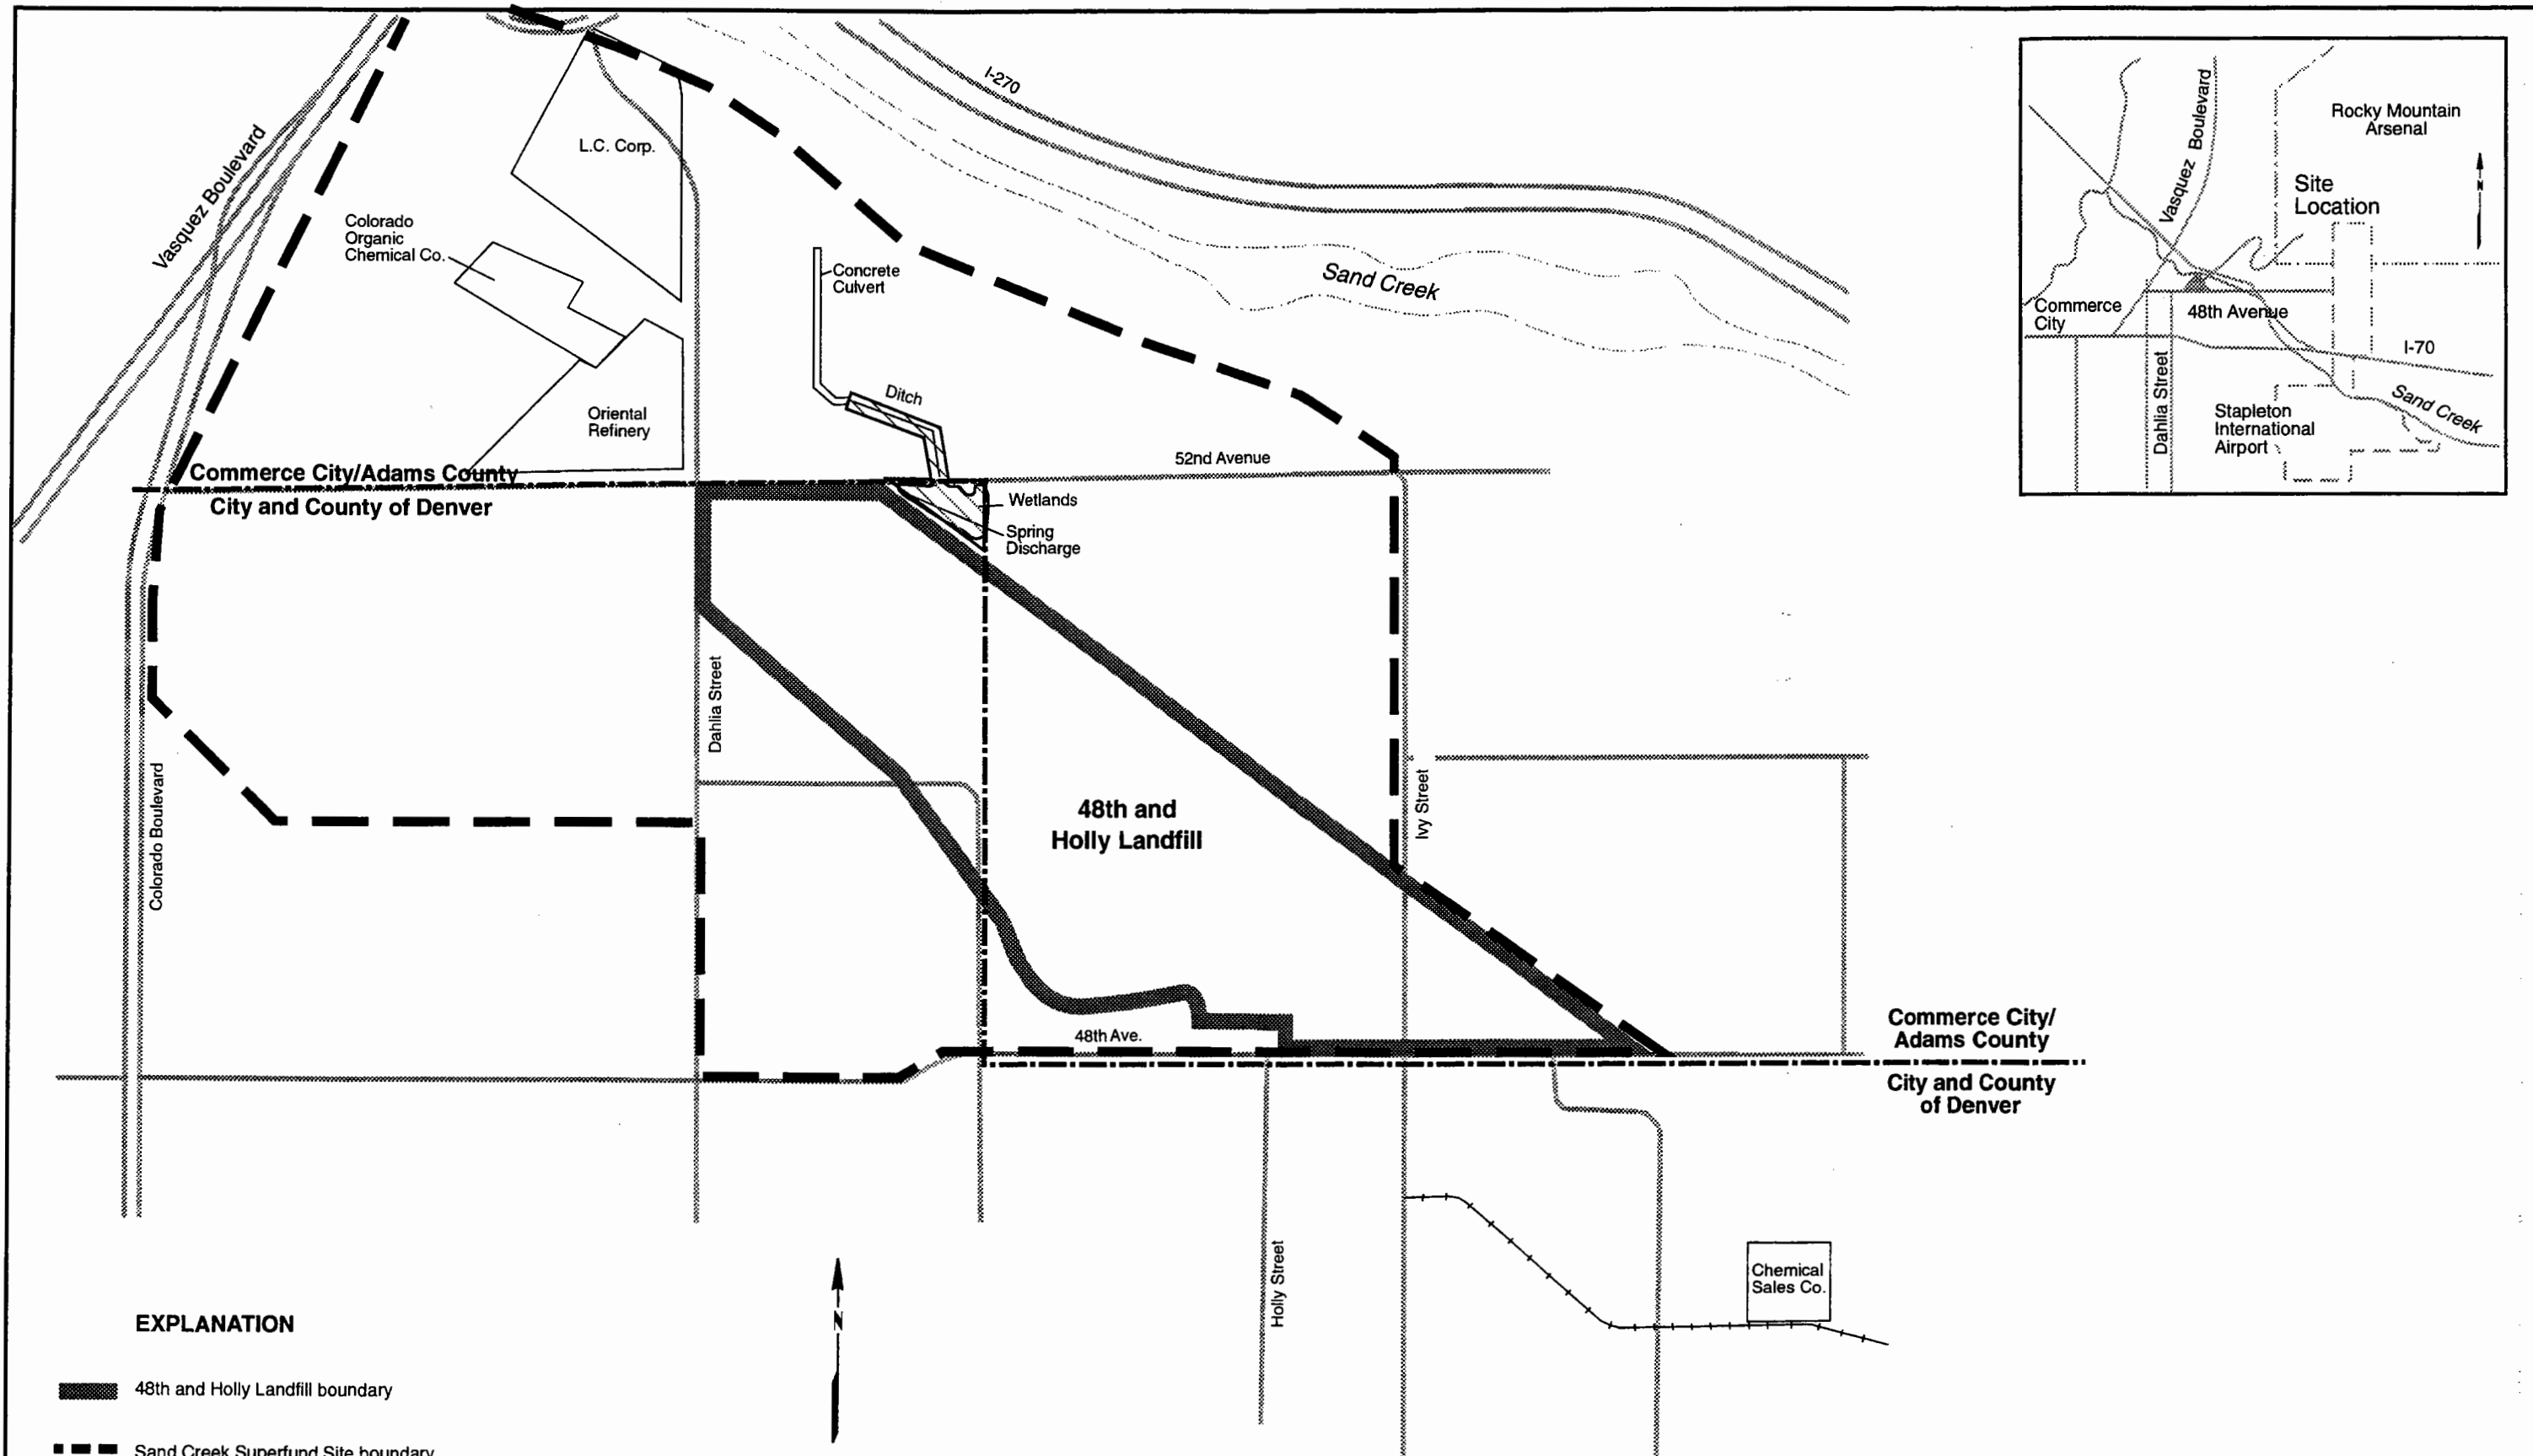 I-270
Vasquez Boulevard
L.C. Corp.
Colorado
Organic
Chemical Co.
Concrete
Culvert
Sand Creek
Ditch
Oriental
Refinery
52nd Avenue
Commerce City/Adams County
City and County of Denver
Wetlands
Spring
Discharge
Dahlia Street
Colorado Boulevard
48th and
Holly Landfill
Ivy Street
48th Ave.
Commerce City/
Adams County
City and County
of Denver
Holly Street
Chemical
Sales Co.
N
EXPLANATION
48th and Holly Landfill boundary
Sand Creek Superfund Site boundary
Rocky Mountain
Arsenal
Vasquez Boulevard
N
Site
Location
Commerce
City
48th Avenue
I-70
Dahlia Street
Sand Creek
Stapleton
International
Airport